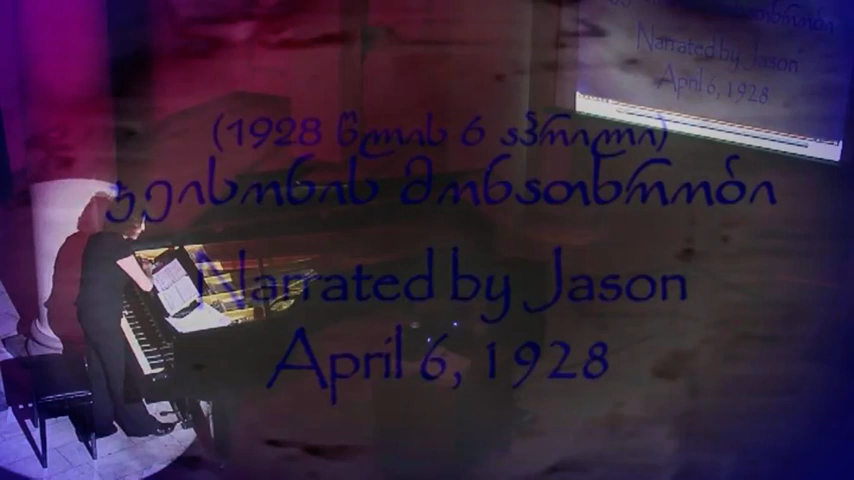 (1928 წლის 6 აპრილი)
ჯეისონის მონათხრობი
Narrated by Jason
April 6, 1928
Narrated by Jason
April 6, 1928